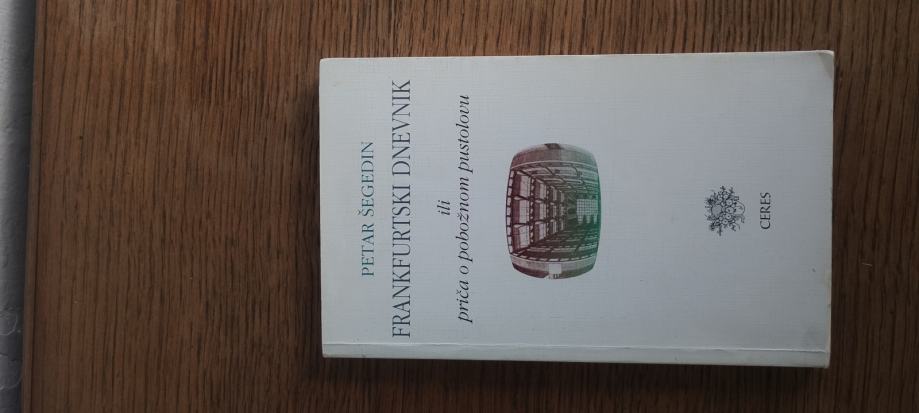 PETAR ŠEGEDIN
FRANKFURTSKI DNEVNIK
ili
priča o pobožnom pustolovu
CERES